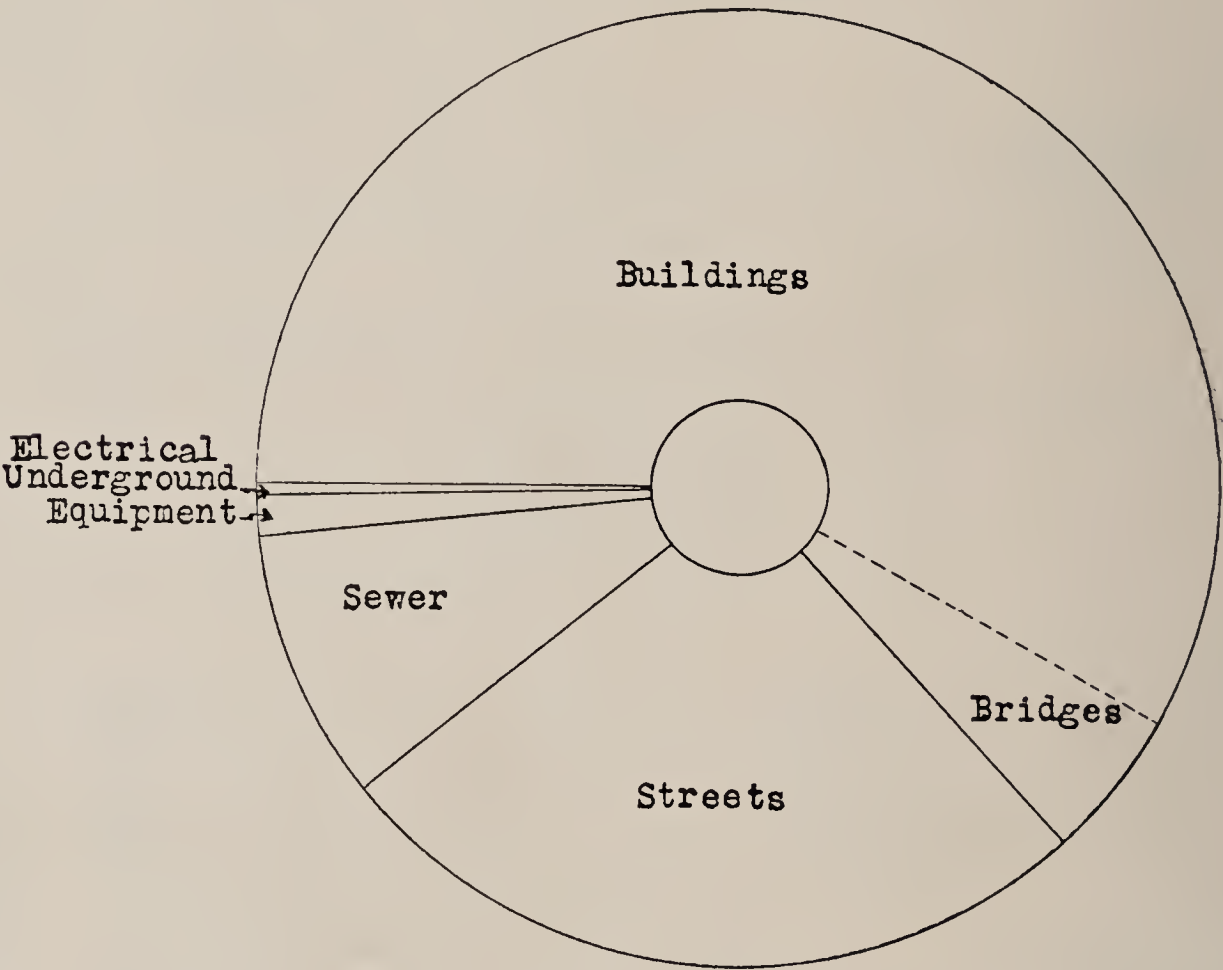 Buildings
Electrical
Underground
Equipment
Sewer
Bridges
Streets